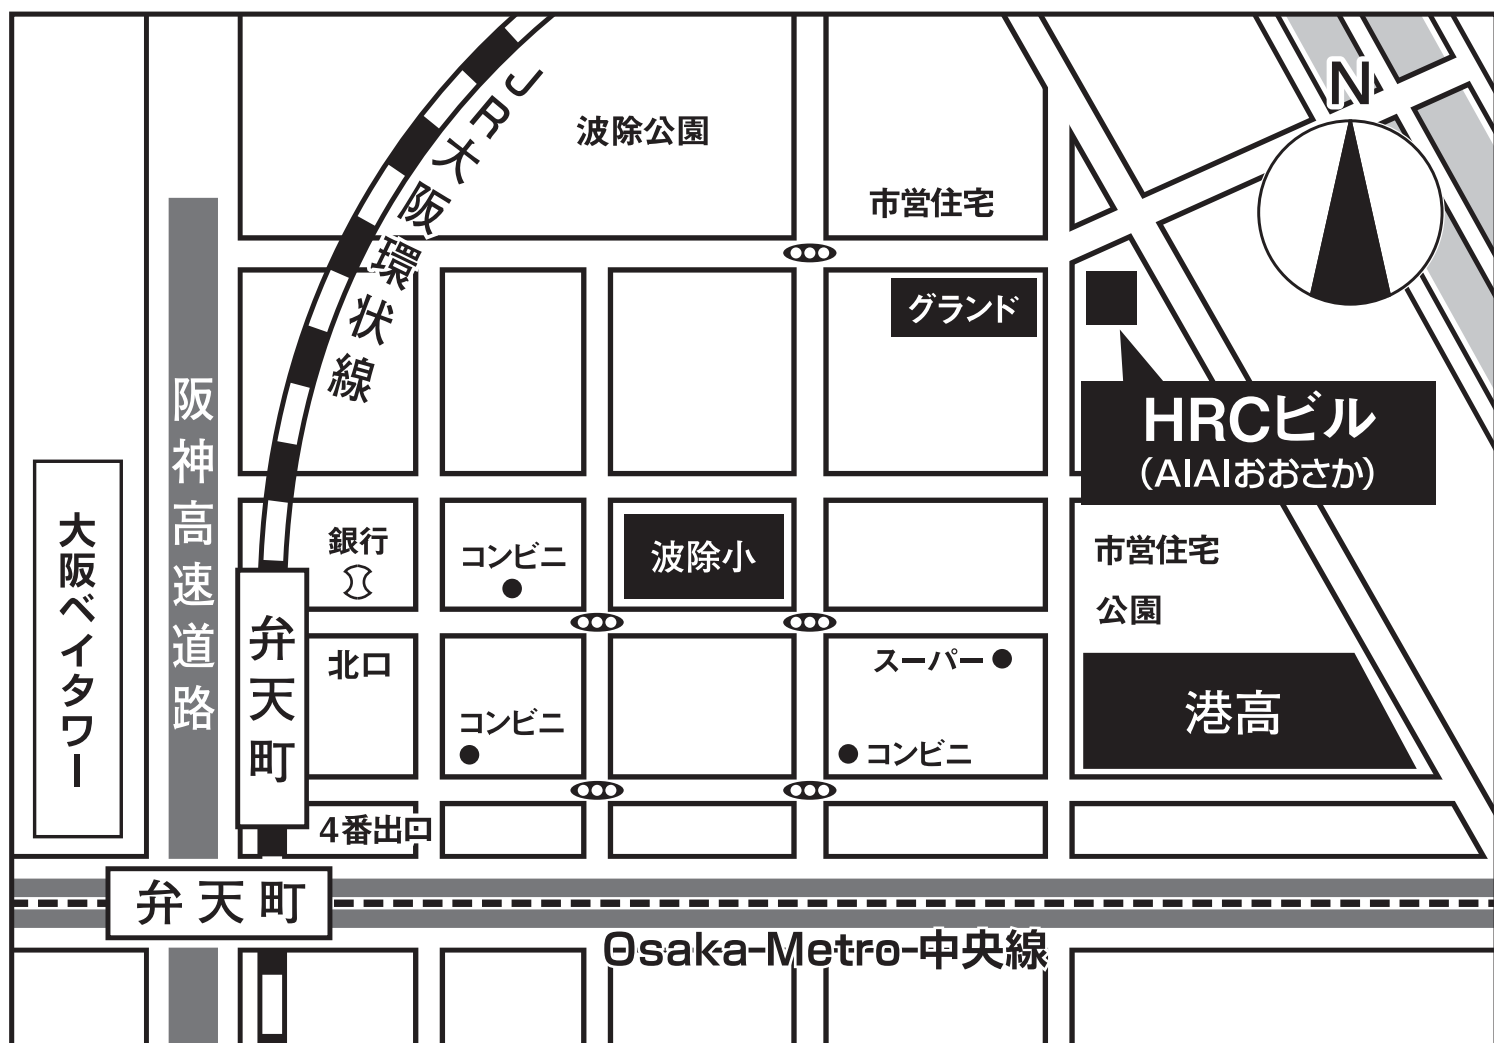 N
JR大阪環状線
波除公園
市営住宅
グランド
HRCビル
(AIAIおおさか)
阪神高速道路
大阪ベイタワー
銀行
コンビニ
波除小
市営住宅
公園
弁天町
北口
スーパー
港高
コンビニ
コンビニ
4番出口
弁天町
Osaka-Metro-中央線